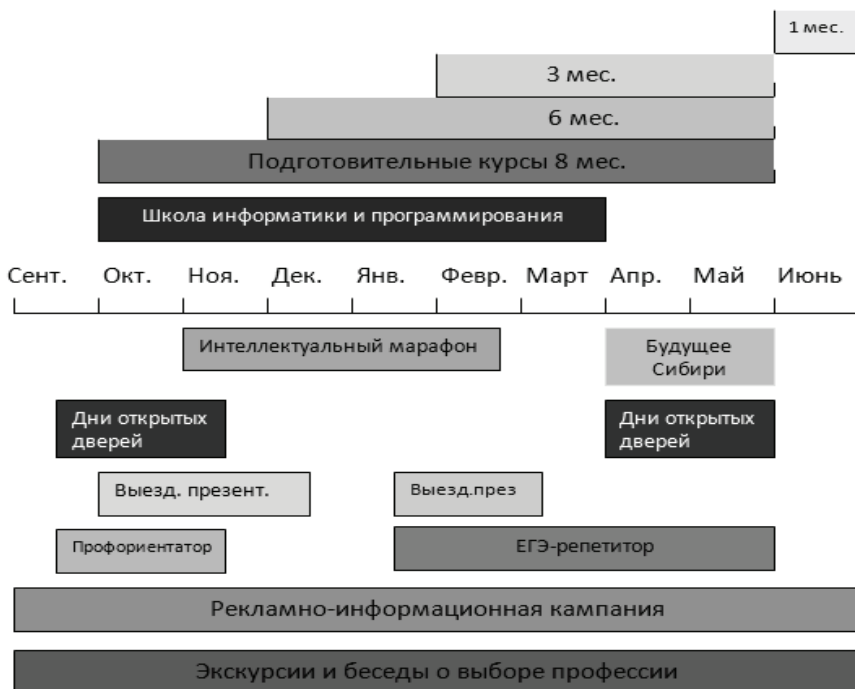 1 мес.
3 мес.
6 мес.
Подготовительные курсы 8 мес.
Школа информатики и программирования
Сент. Окт. Ноя. Дек. Янв. Февр. Март Апр. Май Июнь
Интеллектуальный марафон
Будущее
Сибири
Дни открытых
дверей
Дни открытых
дверей
Выезд. презент.
Выезд.през
Профориентатор
ЕГЭ-репетитор
Рекламно-информационная кампания
Экскурсии и беседы о выборе профессии